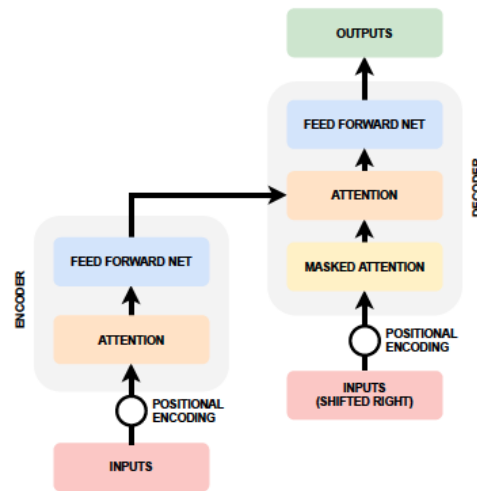 OUTPUTS
FEED FORWARD NET
ATTENTION
MASKED ATTENTION
DECODER
POSITIONAL
ENCODING
INPUTS
(SHIFTED RIGHT)
ENCODER
FEED FORWARD NET
ATTENTION
POSITIONAL
ENCODING
INPUTS